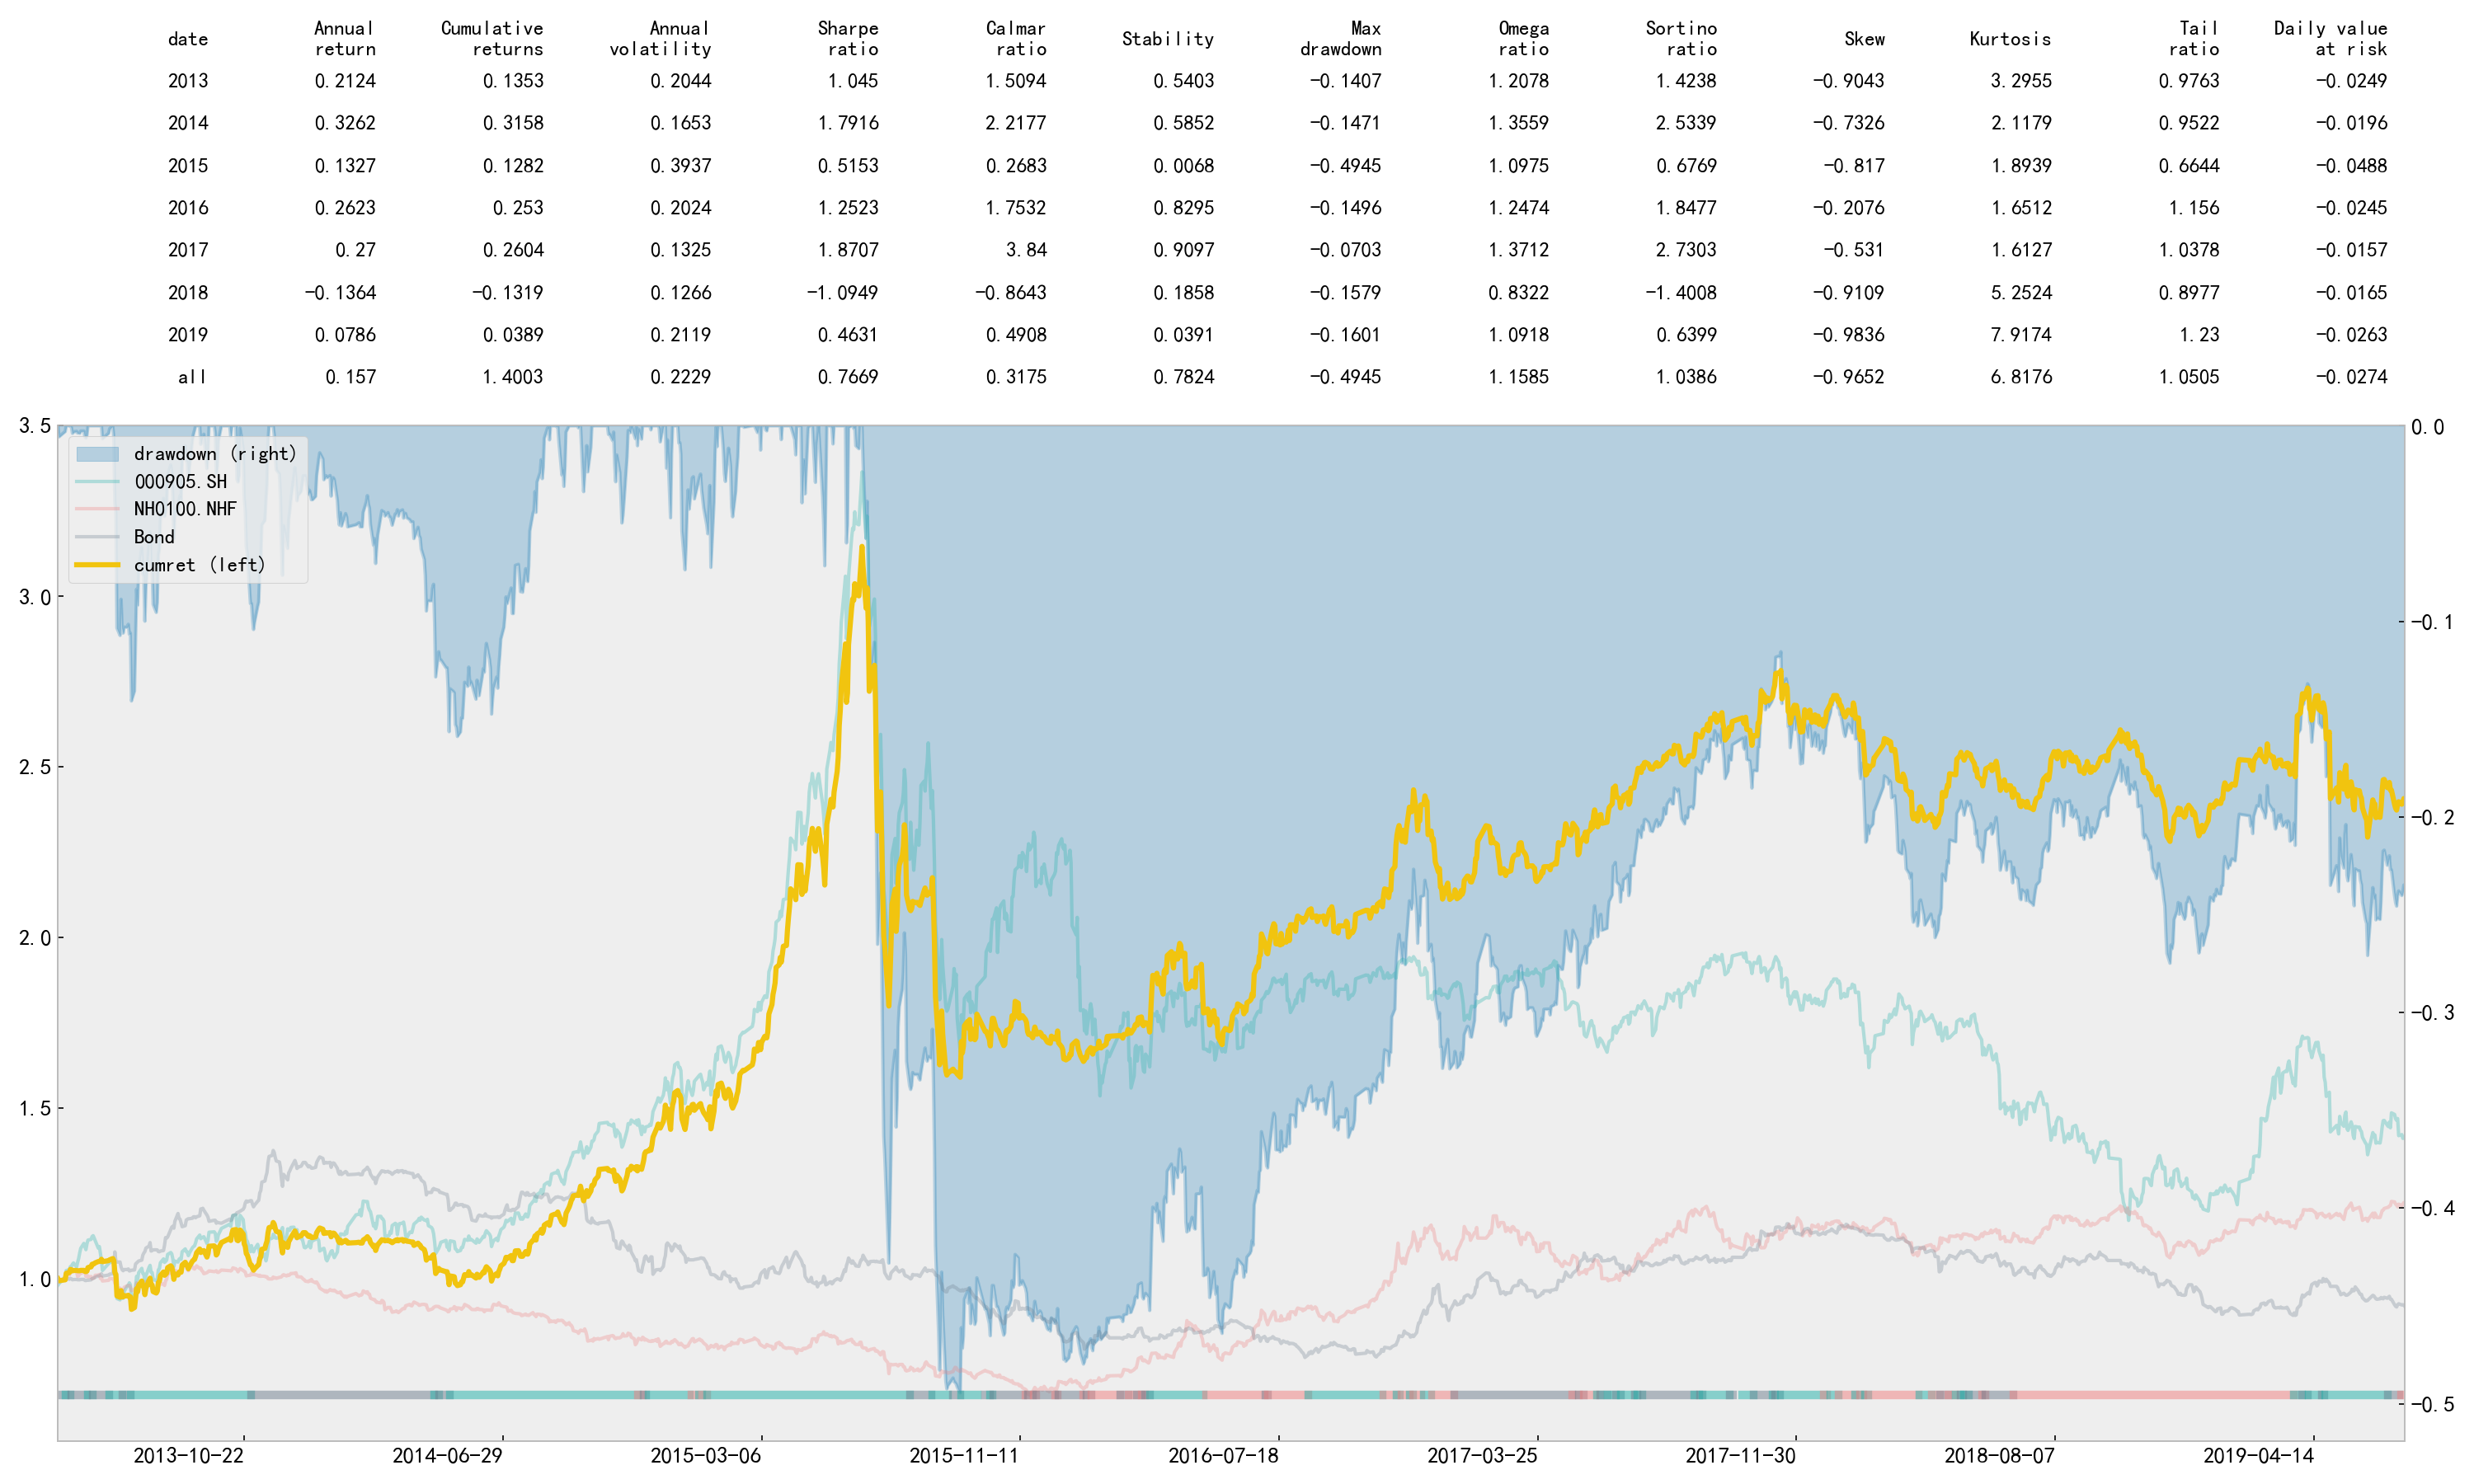 date Annual return Cumulative returns Annual volatility Sharpe ratio Calmar ratio Stability Max drawdown Omega ratio Sortino ratio Skew Kurtosis Tail ratio Daily value at risk
2013 0.2124 0.1353 0.2044 1.045 1.5094 0.5403 −0.1407 1.2078 1.4238 −0.9043 3.2955 0.9763 −0.0249
2014 0.3262 0.3158 0.1653 1.7916 2.2177 0.5852 −0.1471 1.3559 2.5339 −0.7326 2.1179 0.9522 −0.0196
2015 0.1327 0.1282 0.3937 0.5153 0.2683 0.0068 −0.4945 1.0975 0.6769 −0.817 1.8939 0.6644 −0.0488
2016 0.2623 0.253 0.2024 1.2523 1.7532 0.8295 −0.1496 1.2474 1.8477 −0.2076 1.6512 1.156 −0.0245
2017 0.27 0.2604 0.1325 1.8707 3.84 0.9097 −0.0703 1.3712 2.7303 −0.531 1.6127 1.0378 −0.0157
2018 −0.1364 −0.1319 0.1266 −1.0949 −0.8643 0.1858 −0.1579 0.8322 −1.4008 −0.9109 5.2524 0.8977 −0.0165
2019 0.0786 0.0389 0.2119 0.4631 0.4908 0.0391 −0.1601 1.0918 0.6399 −0.9836 7.9174 1.23 −0.0263
all 0.157 1.4003 0.2229 0.7669 0.3175 0.7824 −0.4945 1.1585 1.0386 −0.9652 6.8176 1.0505 −0.0274
3.5
3.0
2.5
2.0
1.5
1.0
drawdown (right)
000905.SH
NH0100.NHF
Bond
cumret (left)
0.0
−0.1
−0.2
−0.3
−0.4
−0.5
2013−10−22 2014−06−29 2015−03−06 2015−11−11 2016−07−18 2017−03−25 2017−11−30 2018−08−07 2019−04−14